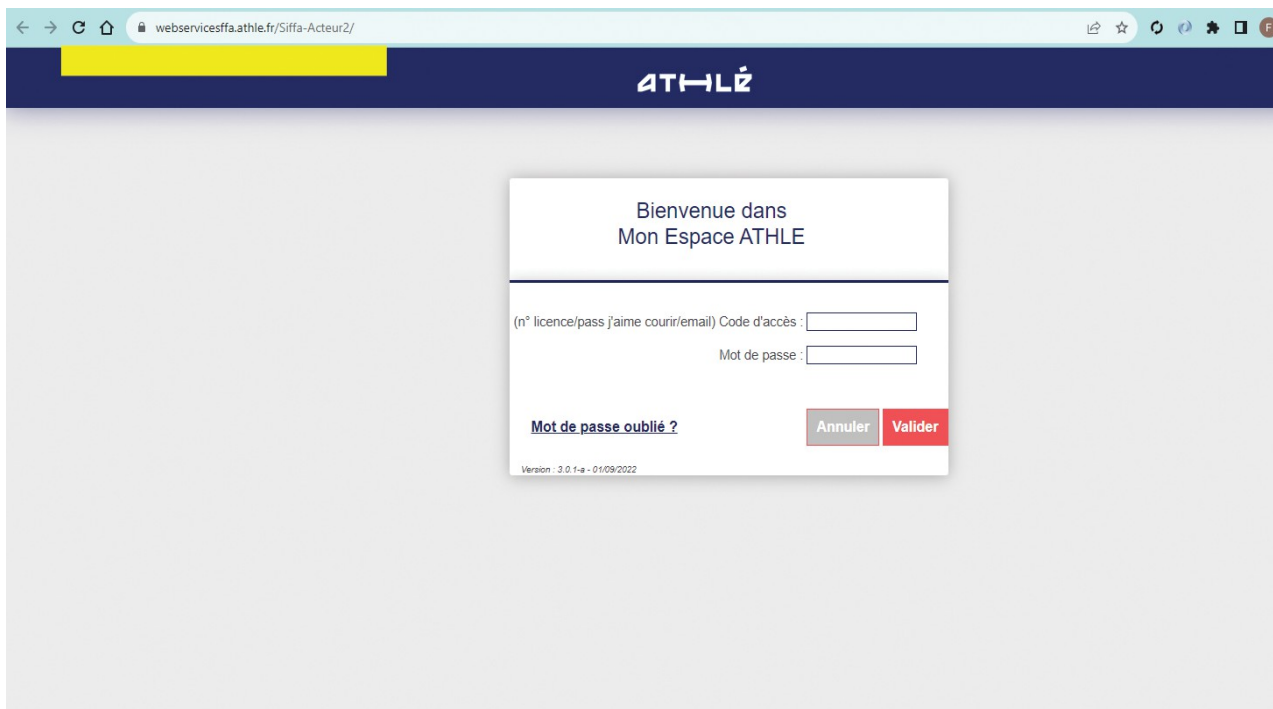 webservicesffa.athle.fr/Siffa-Acteur2/
F
ATHLÉ
Bienvenue dans
Mon Espace ATHLE
(n° licence/pass j'aime courir/email) Code d'accès :
Mot de passe :
Mot de passe oublié ?
Annuler Valider
Version : 3.0.1-a - 01/09/2022